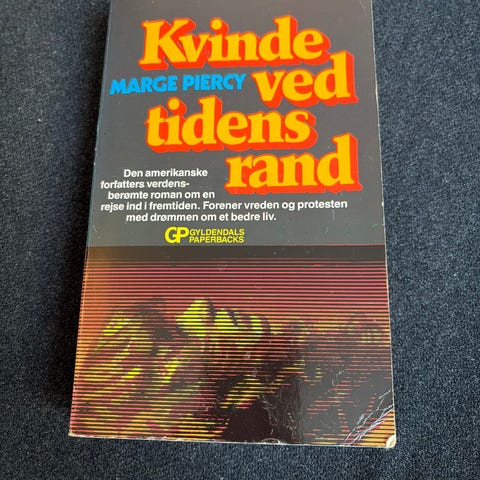 Kvinde
MARGE PIERCY ved
tidens
rand
Den amerikanske
forfatters verdens-
berømte roman om en
rejse ind i fremtiden. Forener vreden og protesten
med drømmen om et bedre liv.
GP GYLDENDALS
PAPERBACKS